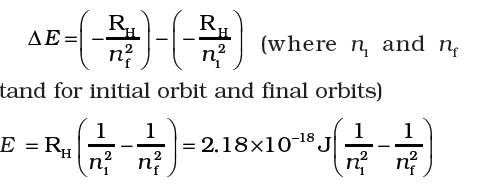 ΔE = (−R_H/n_f²) − (−R_H/n_i²) (where n_i and n_f
tand for initial orbit and final orbits)
E = R_H (1/n_i² − 1/n_f²) = 2.18×10⁻¹⁸ J (1/n_i² − 1/n_f²)